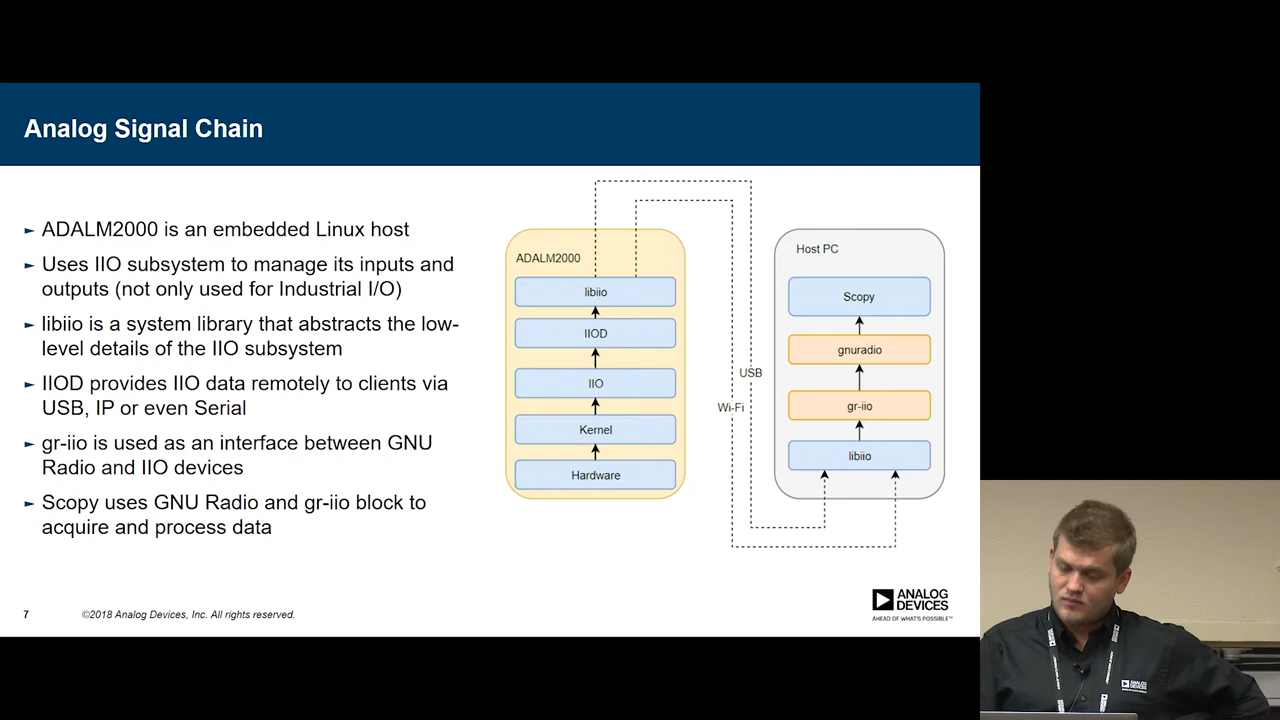 Analog Signal Chain
► ADALM2000 is an embedded Linux host
► Uses IIO subsystem to manage its inputs and
outputs (not only used for Industrial I/O)
► libiio is a system library that abstracts the low-
level details of the IIO subsystem
► IIOD provides IIO data remotely to clients via
USB, IP or even Serial
► gr-iio is used as an interface between GNU
Radio and IIO devices
► Scopy uses GNU Radio and gr-iio block to
acquire and process data
ADALM2000
libiio
IIOD
IIO
Kernel
Hardware
USB
Wi-Fi
Host PC
Scopy
gnuradio
gr-iio
libiio
7
©2018 Analog Devices, Inc. All rights reserved.
ANALOG
DEVICES
AHEAD OF WHAT'S POSSIBLE™
ANALOG
DEVICES